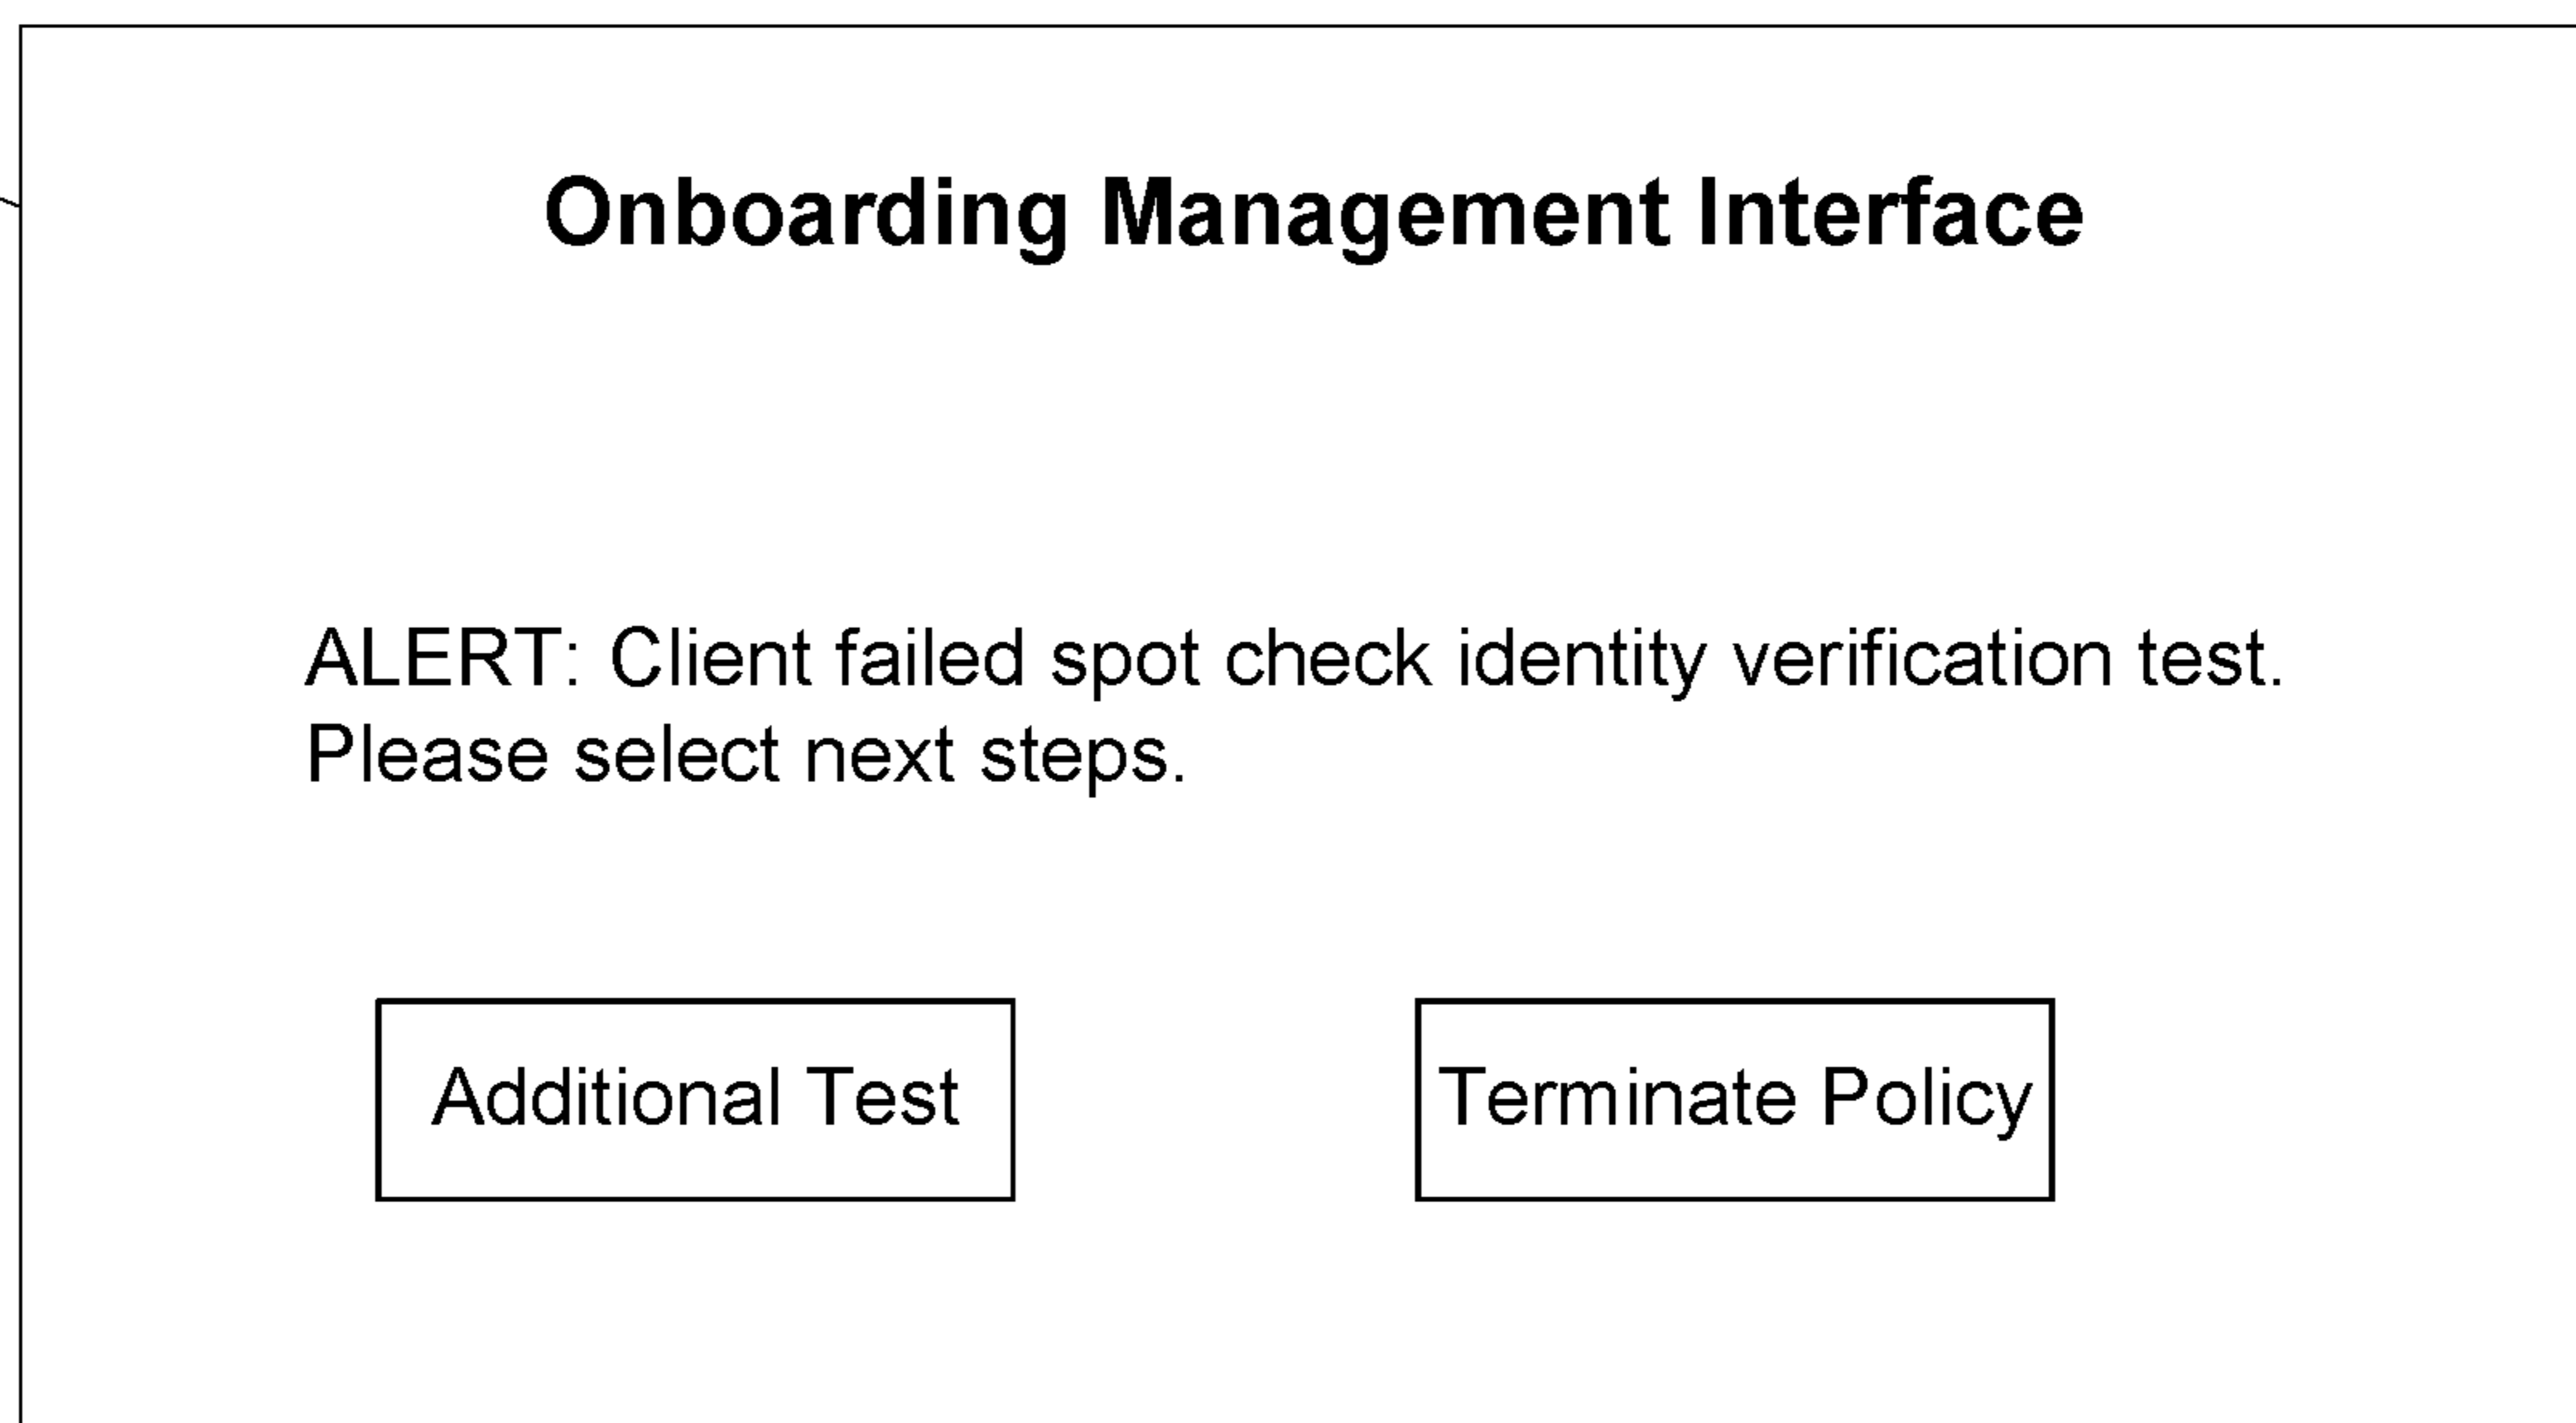 Onboarding Management Interface
ALERT: Client failed spot check identity verification test.
Please select next steps.
Additional Test
Terminate Policy